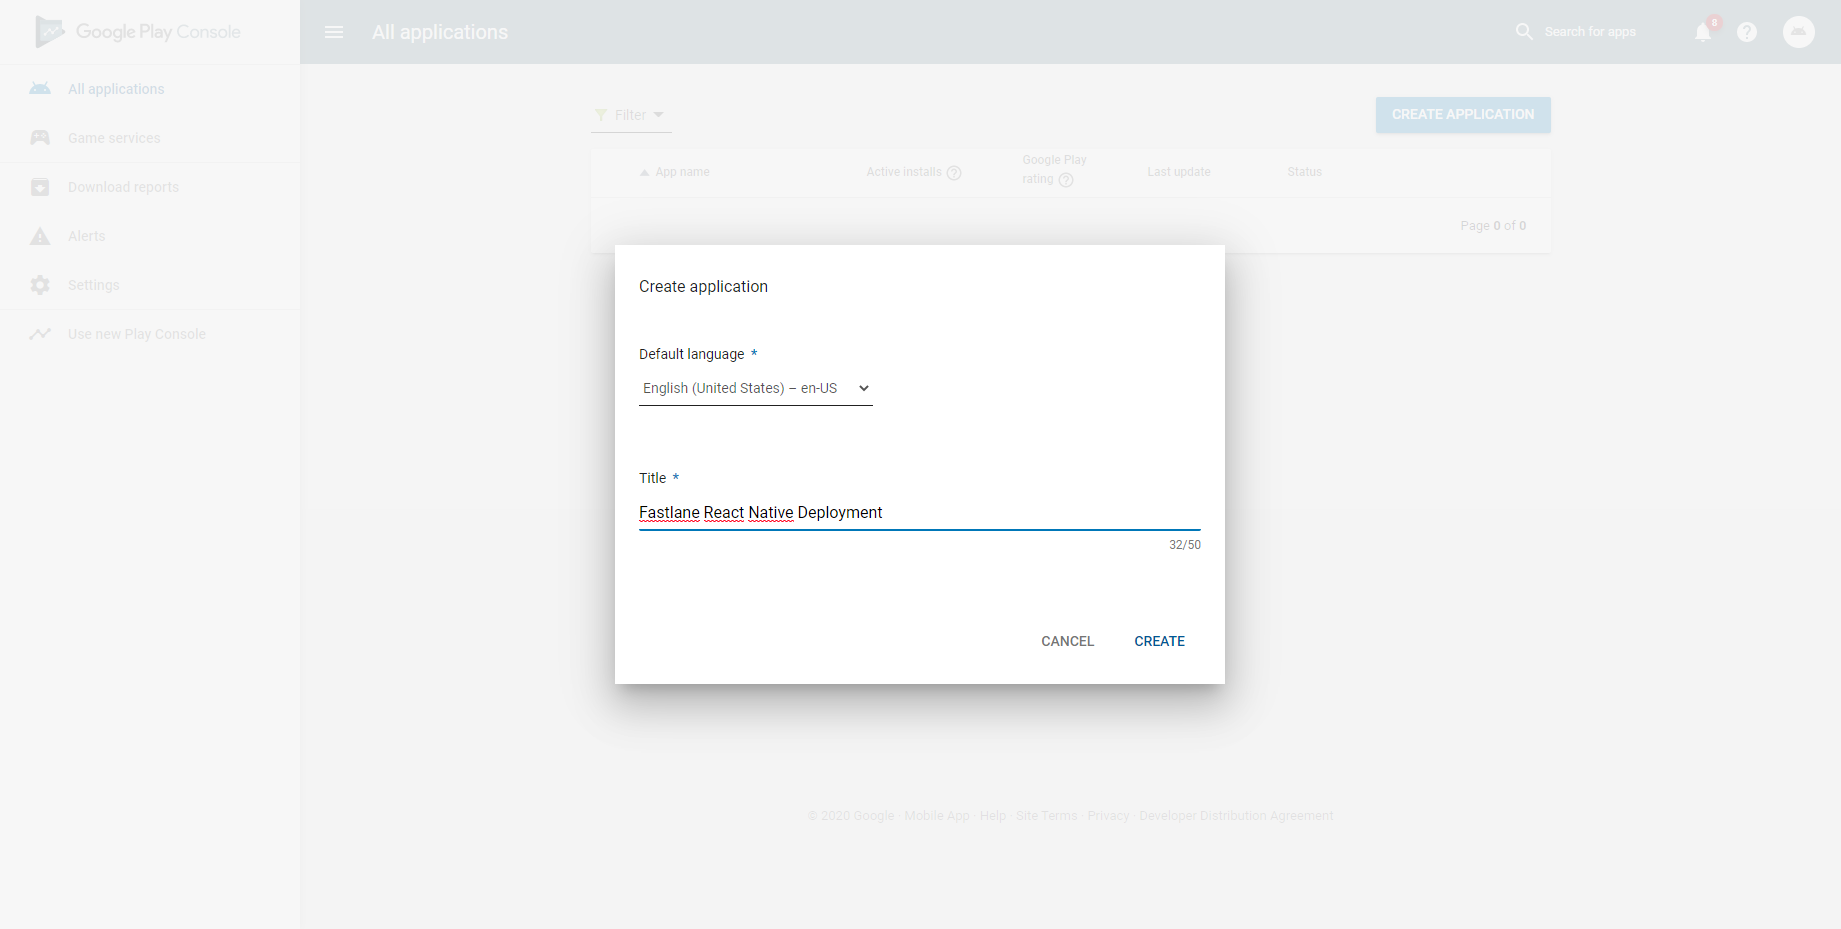 Google Play Console
All applications
Search for apps
8
All applications
Game services
Download reports
Alerts
Settings
Use new Play Console
Filter
CREATE APPLICATION
App name
Active installs
Google Play
rating
Last update
Status
Page 0 of 0
Create application
Default language *
English (United States) – en-US
Title *
Fastlane React Native Deployment
32/50
CANCEL
CREATE
© 2020 Google · Mobile App · Help · Site Terms · Privacy · Developer Distribution Agreement